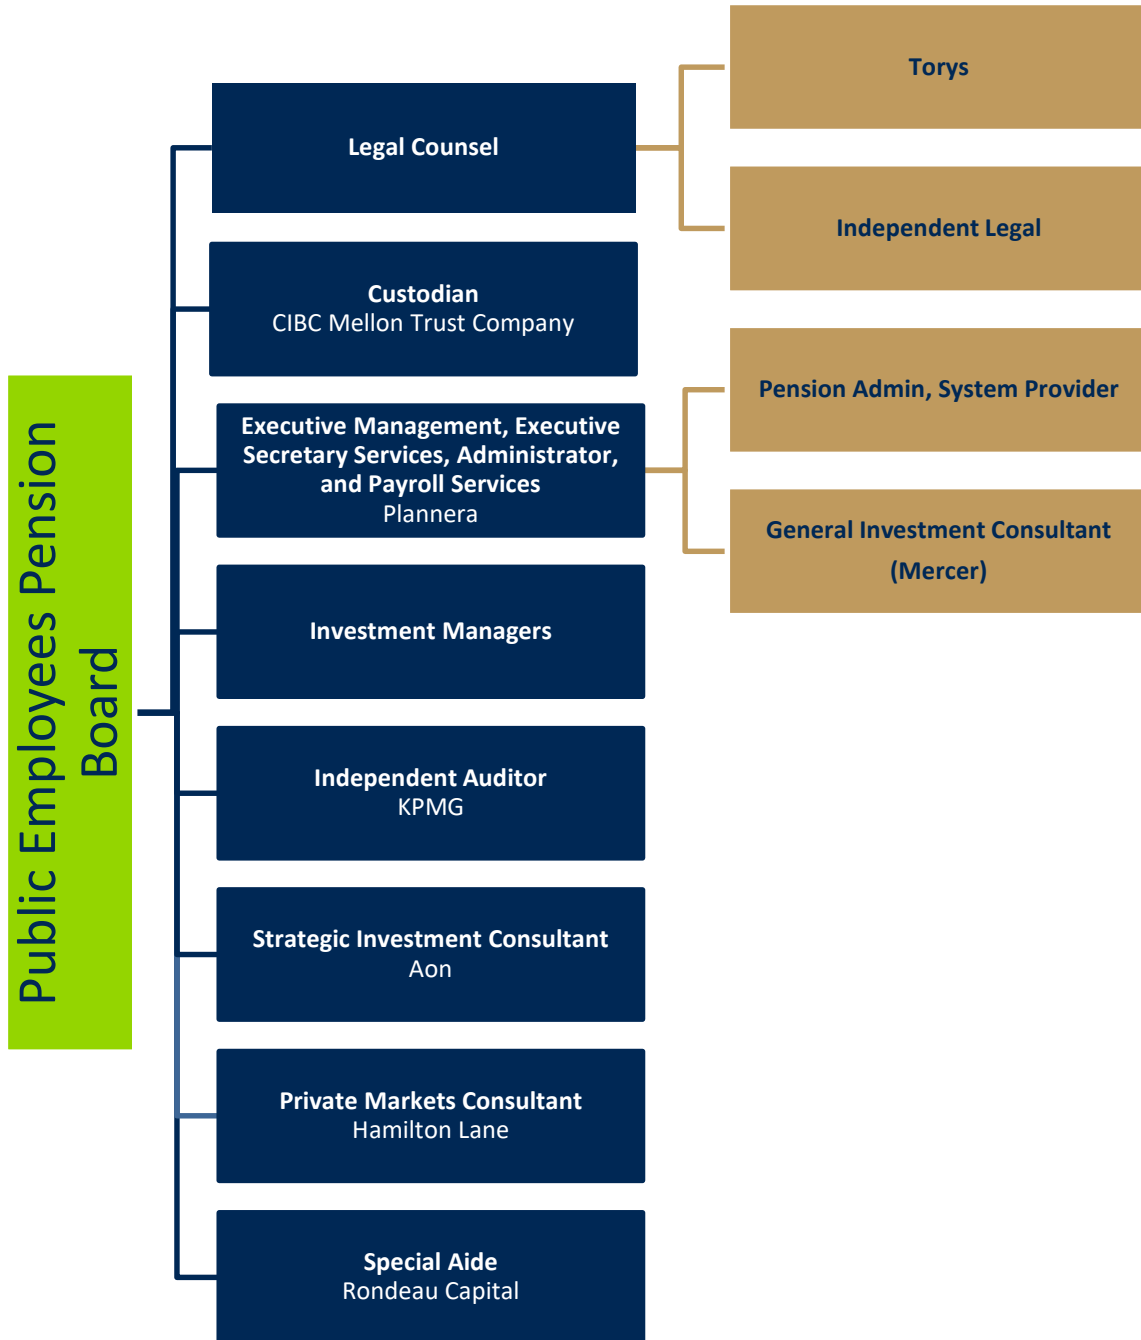 Public Employees Pension
Board
Legal Counsel
Torys
Independent Legal
Custodian
CIBC Mellon Trust Company
Executive Management, Executive
Secretary Services, Administrator,
and Payroll Services
Plannera
Pension Admin, System Provider
General Investment Consultant
(Mercer)
Investment Managers
Independent Auditor
KPMG
Strategic Investment Consultant
Aon
Private Markets Consultant
Hamilton Lane
Special Aide
Rondeau Capital